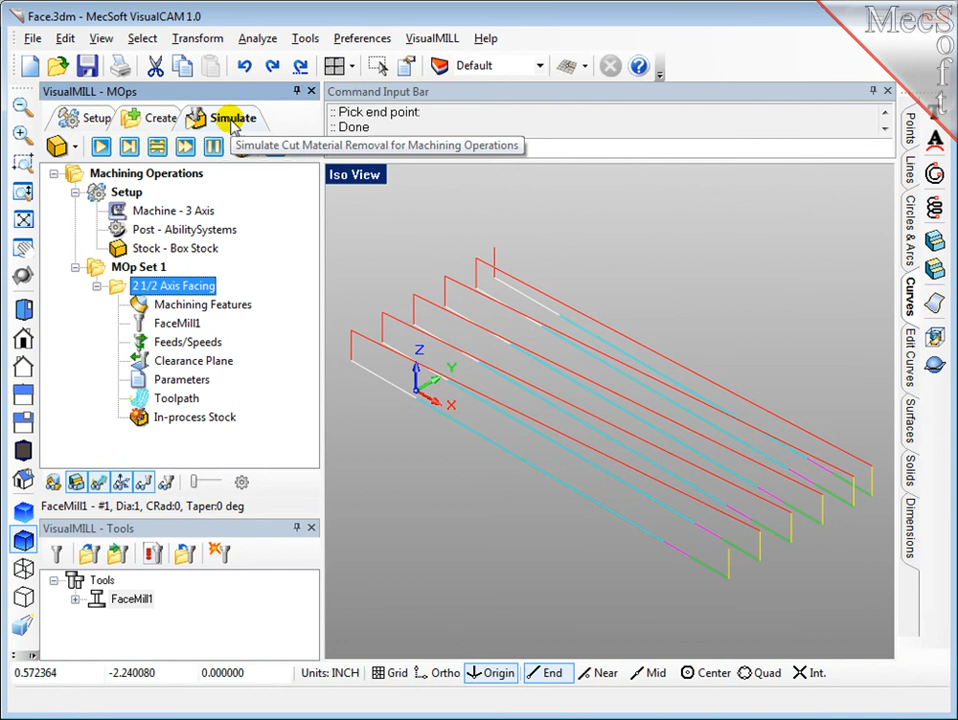 Face.3dm - MecSoft VisualCAM 1.0
MecSoft
File Edit View Select Transform Analyze Tools Preferences VisualMILL Help
Default
VisualMILL - MOps
Command Input Bar
Setup Create Simulate
:: Pick end point:
:: Done
Simulate Cut Material Removal for Machining Operations
Machining Operations
Setup
Machine - 3 Axis
Post - AbilitySystems
Stock - Box Stock
MOp Set 1
2 1/2 Axis Facing
Machining Features
FaceMill1
Feeds/Speeds
Clearance Plane
Parameters
Toolpath
In-process Stock
FaceMill1 - #1, Dia:1, CRad:0, Taper:0 deg
VisualMILL - Tools
Tools
FaceMill1
Iso View
Z
Y
X
Points
Lines
Circles & Arcs
Curves
Edit Curves
Surfaces
Solids
Dimensions
0.572364 -2.240080 0.000000 Units: INCH Grid Ortho Origin End Near Mid Center Quad Int.